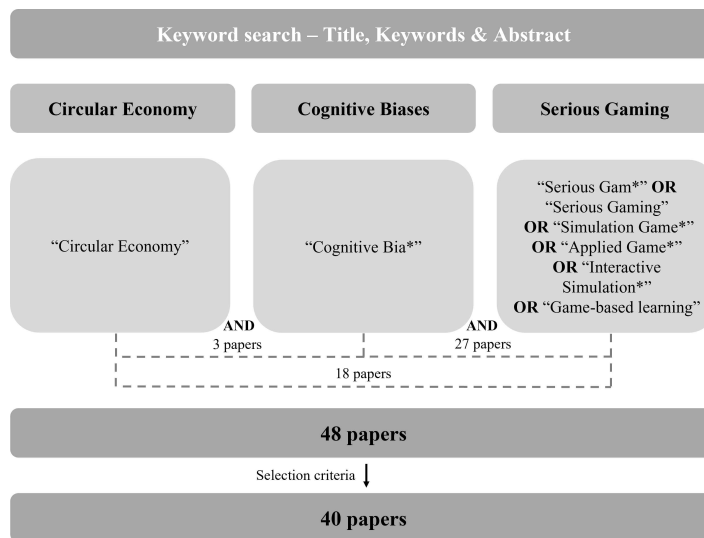 Keyword search – Title, Keywords & Abstract
Circular Economy
Cognitive Biases
Serious Gaming
“Circular Economy”
“Cognitive Bia*”
“Serious Gam*” OR
“Serious Gaming”
OR “Simulation Game*”
OR “Applied Game*”
OR “Interactive
Simulation*”
OR “Game-based learning”
AND
3 papers
AND
27 papers
18 papers
48 papers
Selection criteria
40 papers